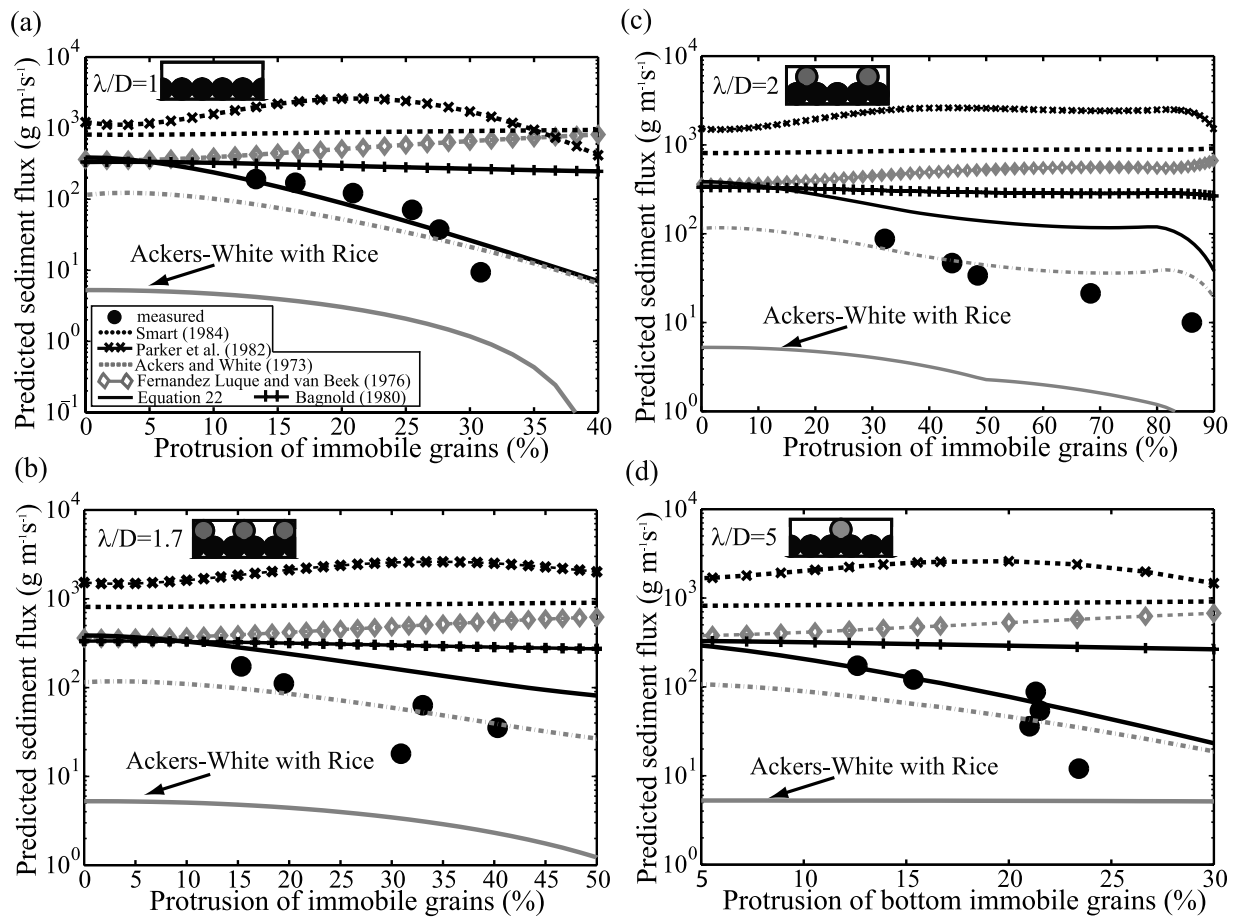 (a)
Predicted sediment flux (g m⁻¹s⁻¹)
10⁴
10³
10²
10¹
10⁰
10⁻¹
λ/D=1
Ackers-White with Rice
measured
Smart (1984)
Parker et al. (1982)
Ackers and White (1973)
Fernandez Luque and van Beek (1976)
Equation 22
Bagnold (1980)
0 5 10 15 20 25 30 35 40
Protrusion of immobile grains (%)
(c)
Predicted sediment flux (g m⁻¹s⁻¹)
10⁴
10³
10²
10¹
10⁰
λ/D=2
Ackers-White with Rice
0 10 20 30 40 50 60 70 80 90
Protrusion of immobile grains (%)
(b)
Predicted sediment flux (g m⁻¹s⁻¹)
10⁴
10³
10²
10¹
10⁰
λ/D=1.7
Ackers-White with Rice
0 5 10 15 20 25 30 35 40 45 50
Protrusion of immobile grains (%)
(d)
Predicted sediment flux (g m⁻¹s⁻¹)
10⁴
10³
10²
10¹
10⁰
λ/D=5
Ackers-White with Rice
5 10 15 20 25 30
Protrusion of bottom immobile grains (%)